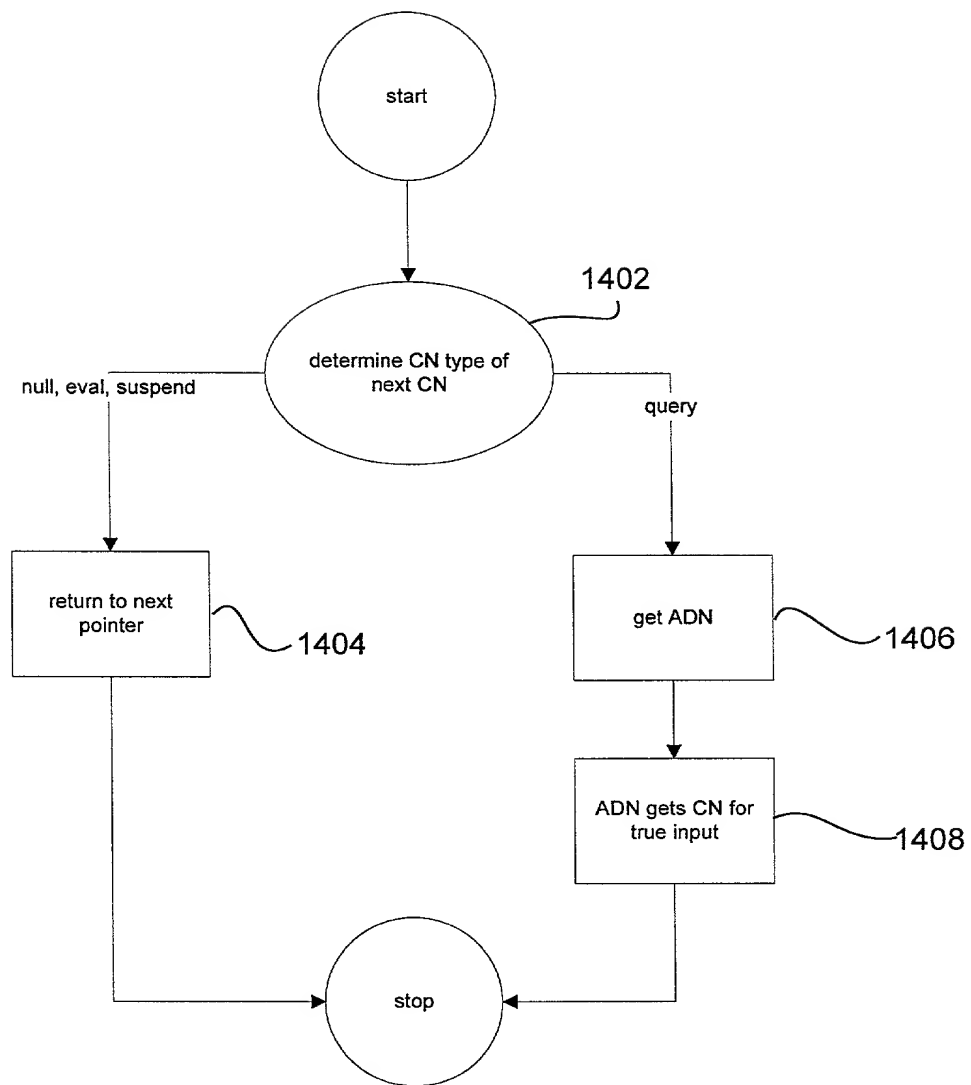 start
1402
determine CN type of
next CN
null, eval, suspend
query
return to next
pointer
1404
get ADN
1406
ADN gets CN for
true input
1408
stop